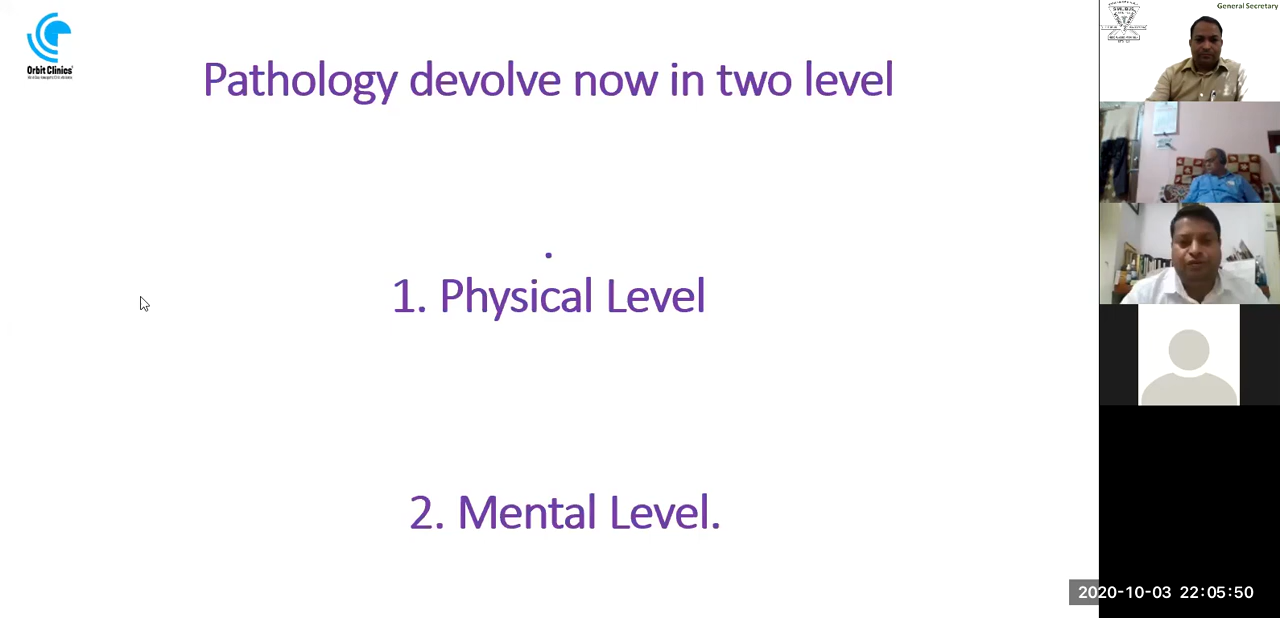 Orbit Clinics
Pathology devolve now in two level
.
1. Physical Level
2. Mental Level.
General Secretary
2020-10-03 22:05:50